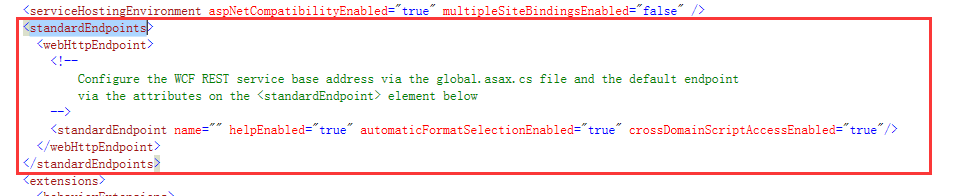 <serviceHostingEnvironment aspNetCompatibilityEnabled="true" multipleSiteBindingsEnabled="false" />
<standardEndpoints>
<webHttpEndpoint>
<!--
Configure the WCF REST service base address via the global.asax.cs file and the default endpoint
via the attributes on the <standardEndpoint> element below
-->
<standardEndpoint name="" helpEnabled="true" automaticFormatSelectionEnabled="true" crossDomainScriptAccessEnabled="true"/>
</webHttpEndpoint>
</standardEndpoints>
<extensions>
<behaviorExtensions>